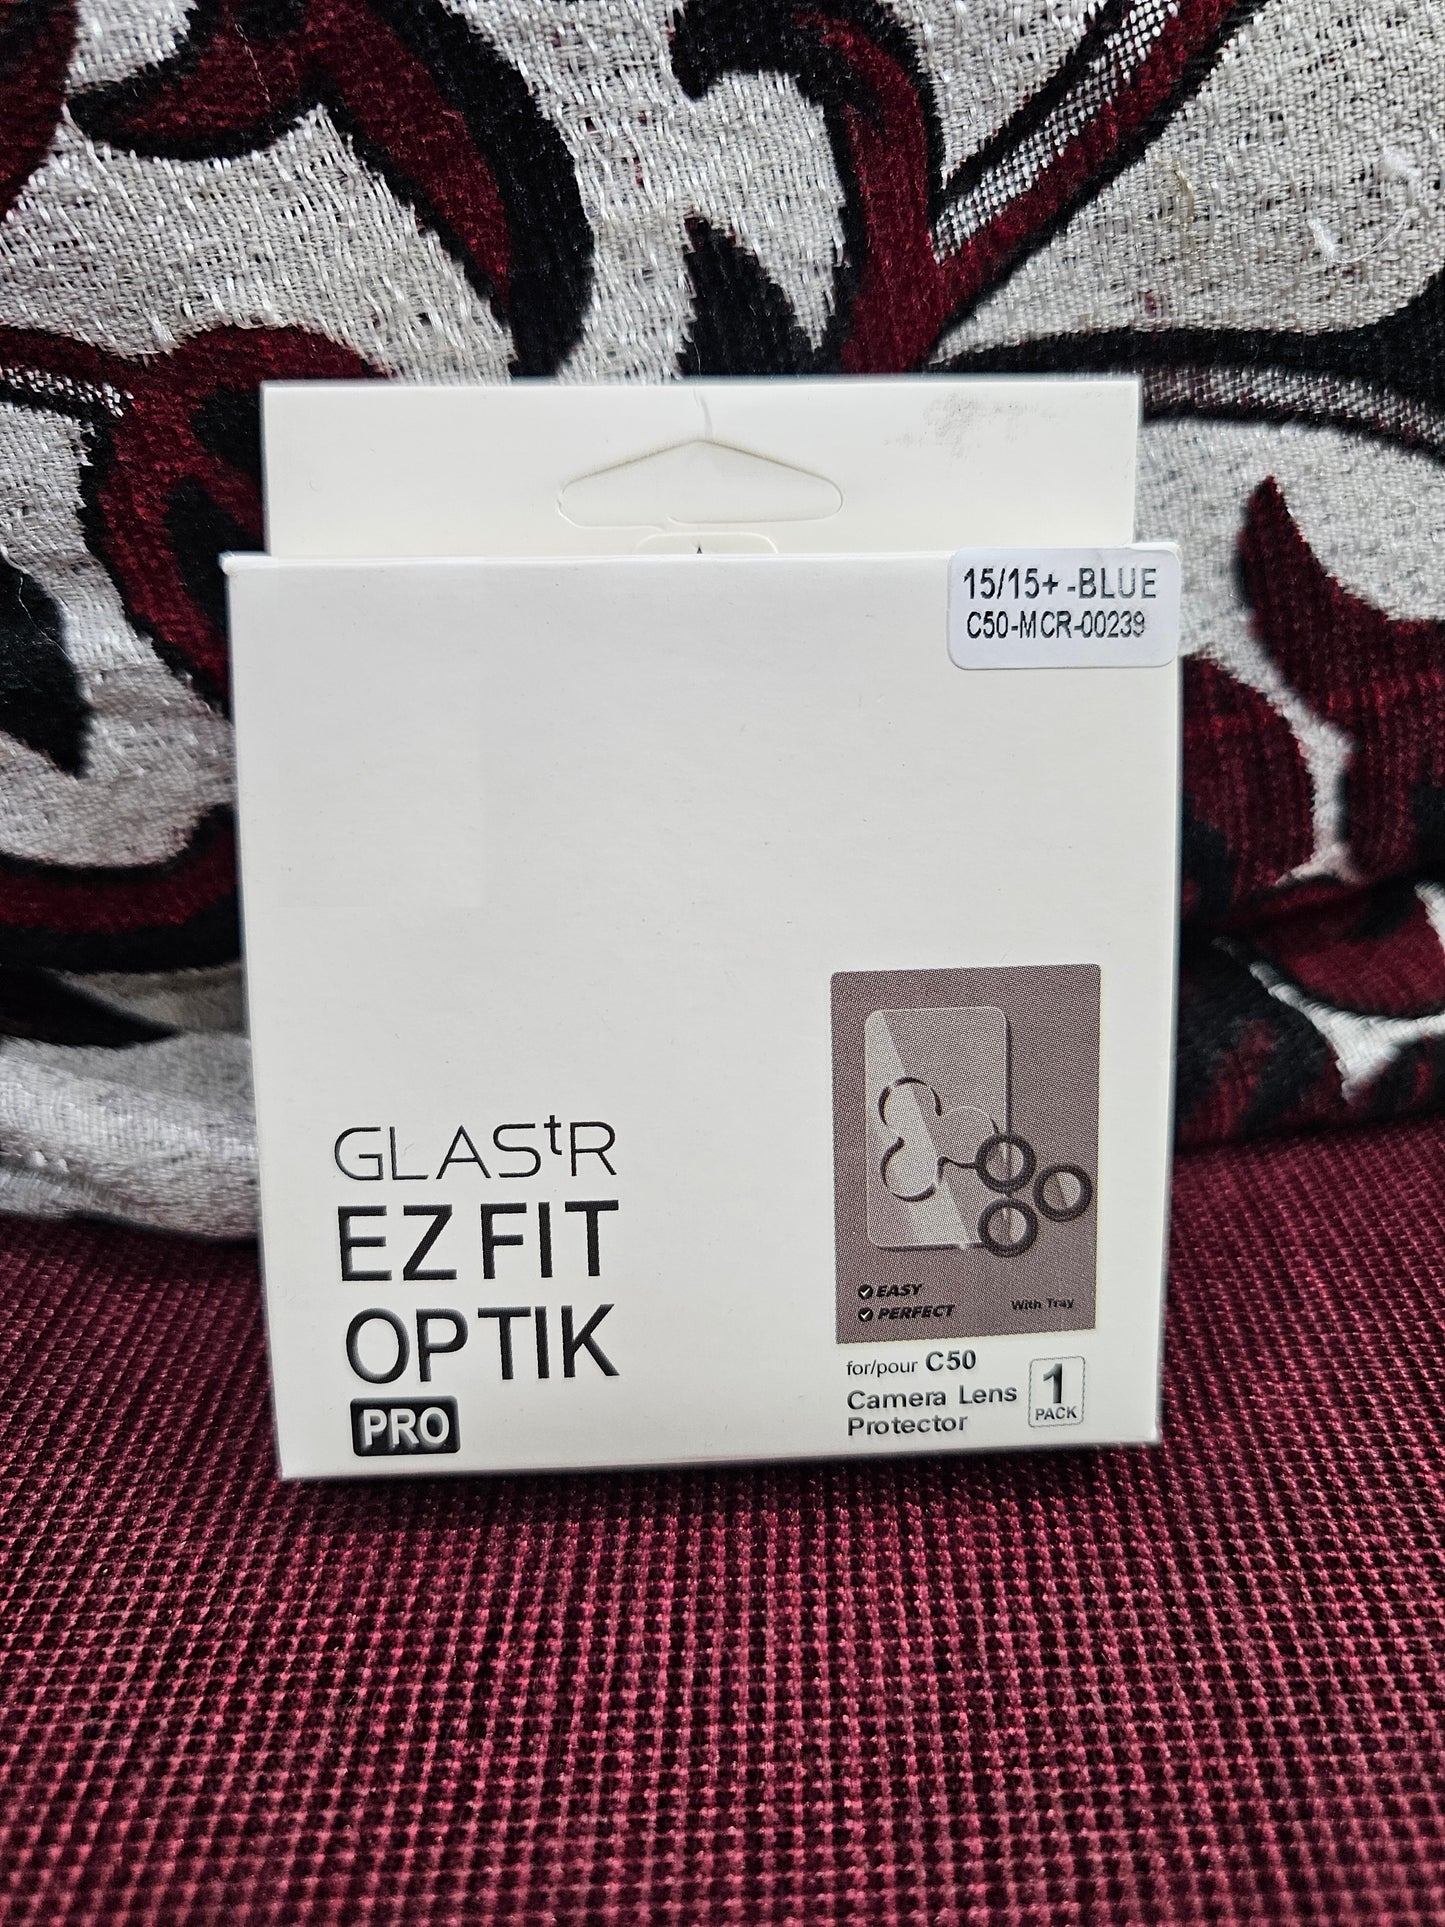 15/15+ -BLUE
C50-MCR-00239
GLAStR
EZ FIT
OPTIK
PRO
EASY
PERFECT
With Tray
for/pour C50
Camera Lens
Protector
1
PACK